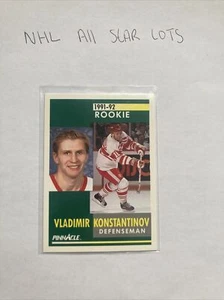 NHL All STAR LOTS
1991-92
ROOKIE
VLADIMIR KONSTANTINOV
DEFENSEMAN
PINNACLE